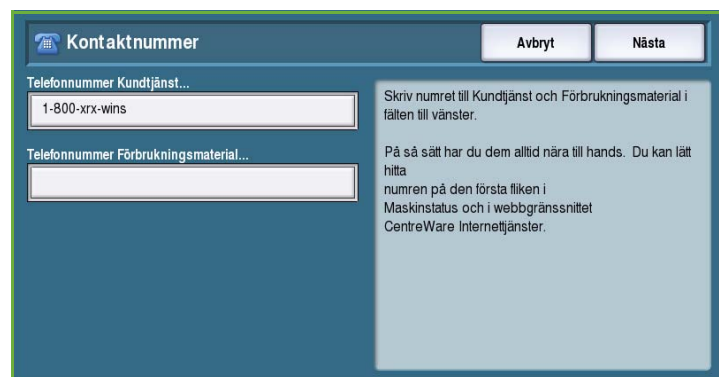 Kontaktnummer
Avbryt
Nästa
Telefonnummer Kundtjänst...
1-800-xrx-wins
Telefonnummer Förbrukningsmaterial...
Skriv numret till Kundtjänst och Förbrukningsmaterial i
fälten till vänster.
På så sätt har du dem alltid nära till hands. Du kan lätt
hitta
numren på den första fliken i
Maskinstatus och i webbgränssnittet
CentreWare Internettjänster.